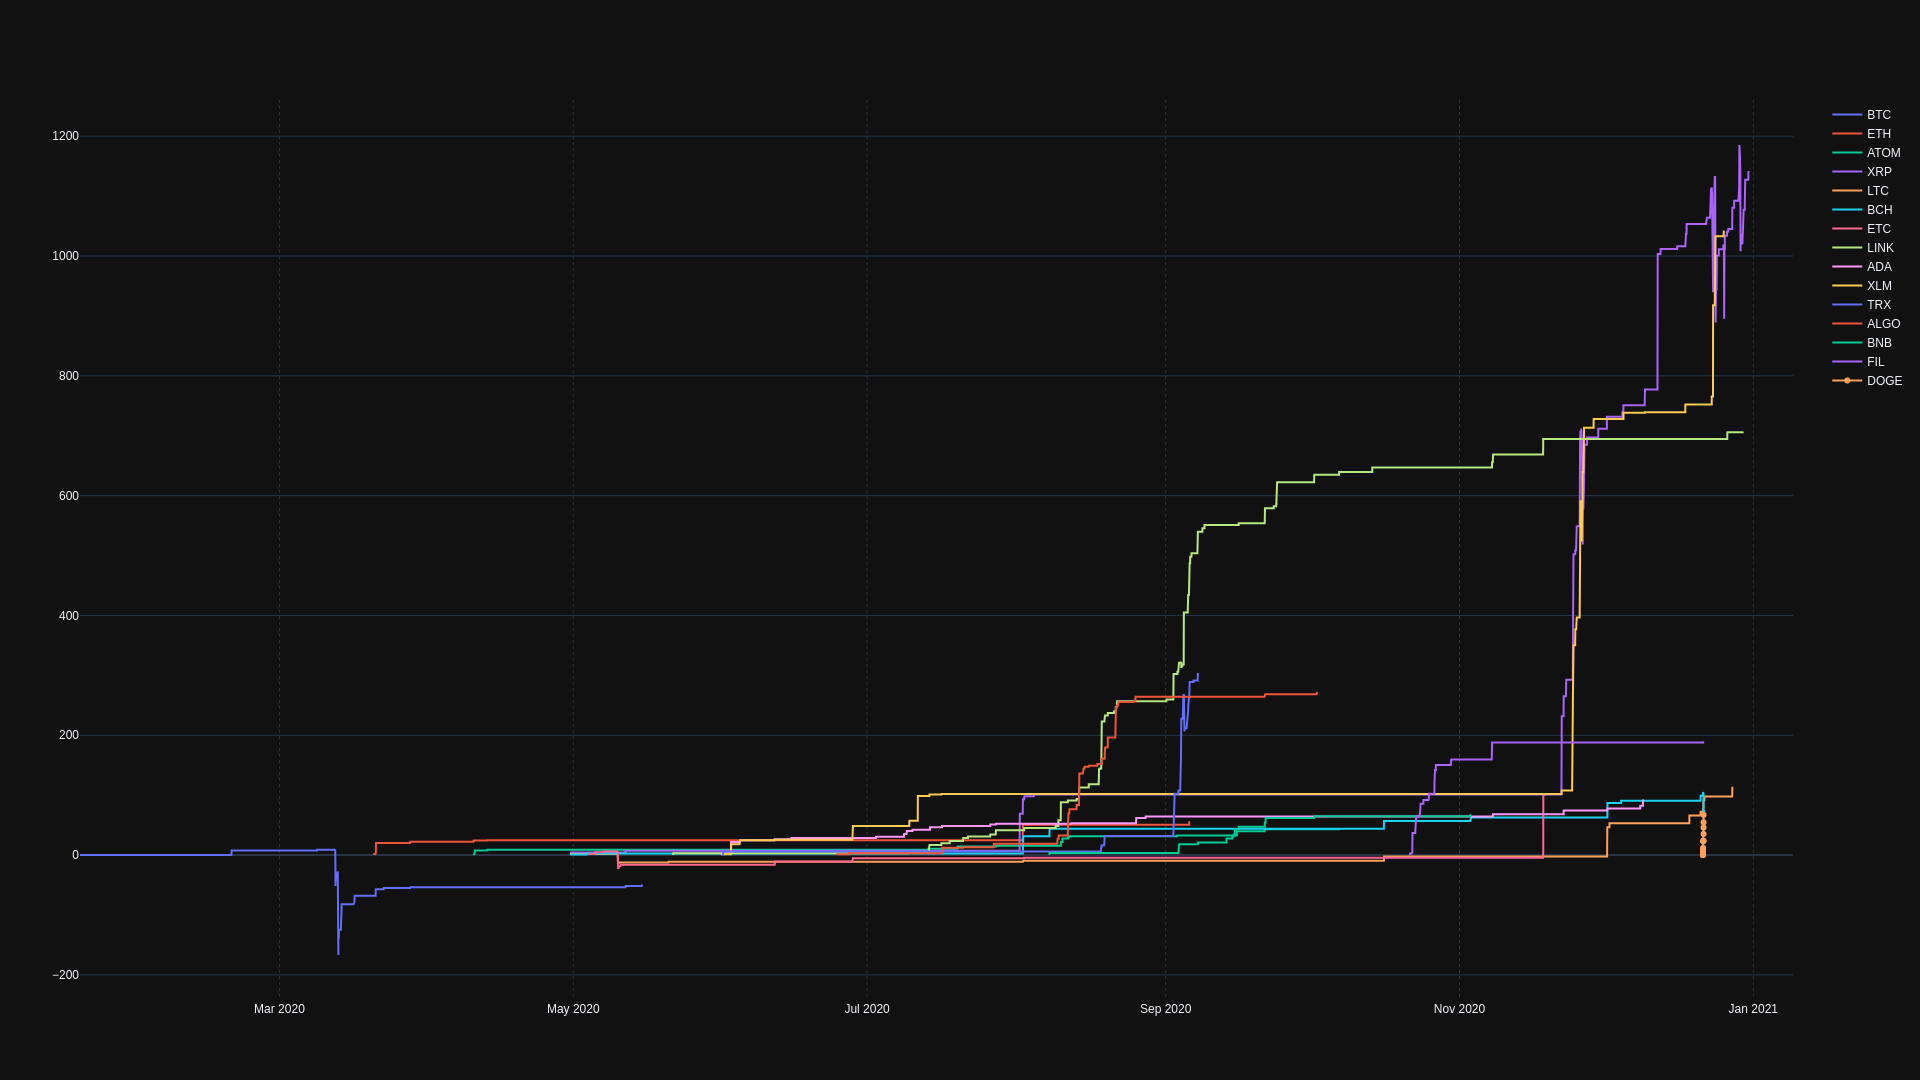 1200
1000
800
600
400
200
0
−200
Mar 2020
May 2020
Jul 2020
Sep 2020
Nov 2020
Jan 2021
BTC
ETH
ATOM
XRP
LTC
BCH
ETC
LINK
ADA
XLM
TRX
ALGO
BNB
FIL
DOGE